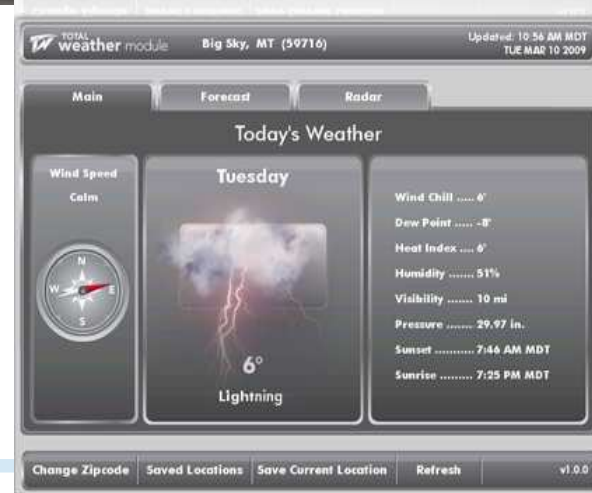 TW TOTAL weather module
Big Sky, MT (59716)
Updated: 10:56 AM MDT
TUE MAR 10 2009
Main
Forecast
Radar
Today's Weather
Wind Speed
Calm
N
W
E
S
Tuesday
6°
Lightning
Wind Chill ..... 6°
Dew Point ..... -8°
Heat Index .... 6°
Humidity ....... 51%
Visibility ....... 10 mi
Pressure ....... 29.97 in.
Sunset ........... 7:46 AM MDT
Sunrise ......... 7:25 PM MDT
Change Zipcode
Saved Locations
Save Current Location
Refresh
v1.0.0